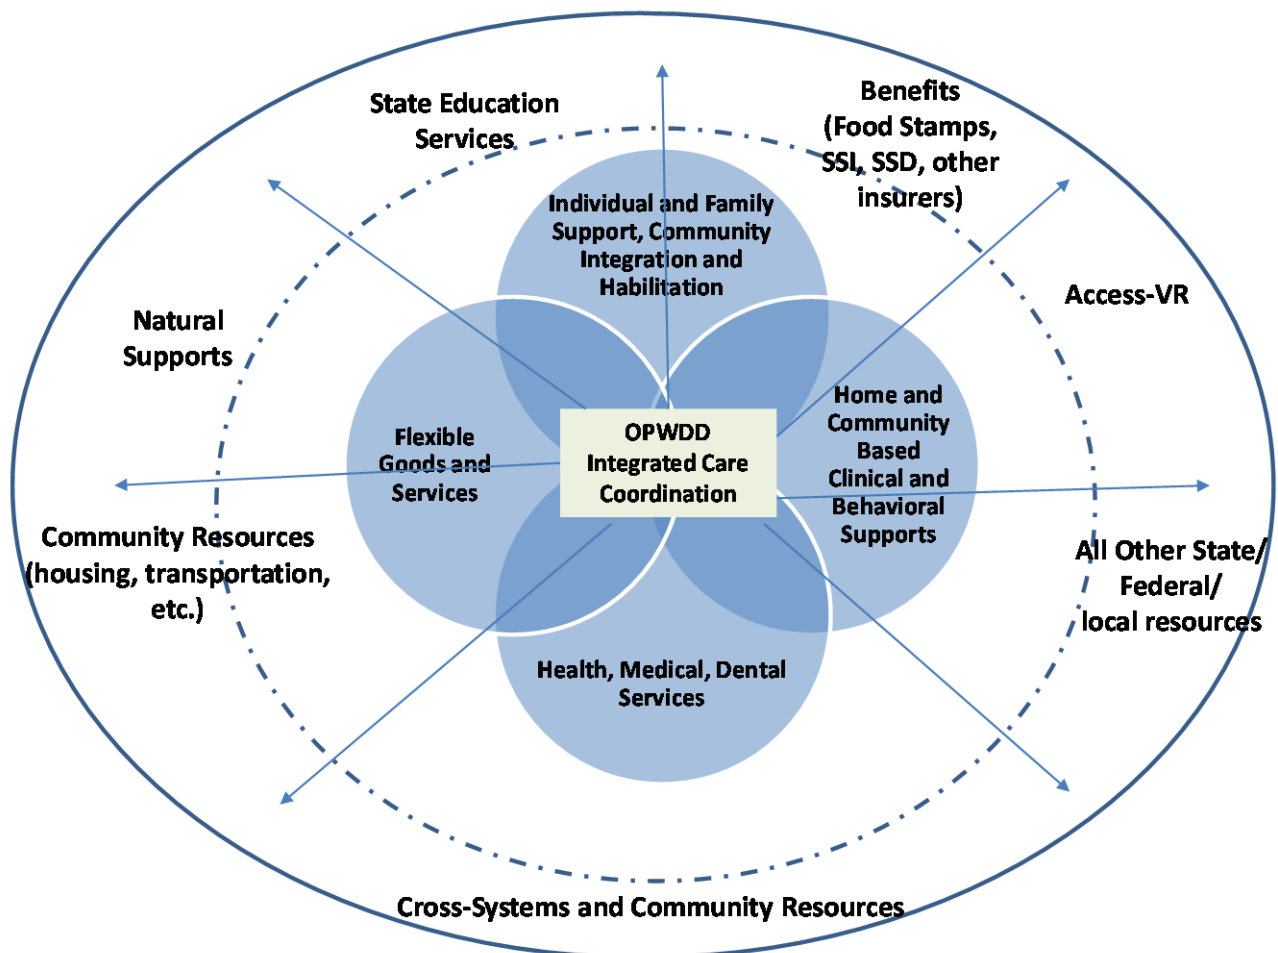 State Education
Services
Benefits
(Food Stamps,
SSI, SSD, other
insurers)
Individual and Family
Support, Community
Integration and
Habilitation
Access-VR
Natural
Supports
Flexible
Goods and
Services
OPWDD
Integrated Care
Coordination
Home and
Community
Based
Clinical and
Behavioral
Supports
Community Resources
(housing, transportation,
etc.)
All Other State/
Federal/
local resources
Health, Medical, Dental
Services
Cross-Systems and Community Resources